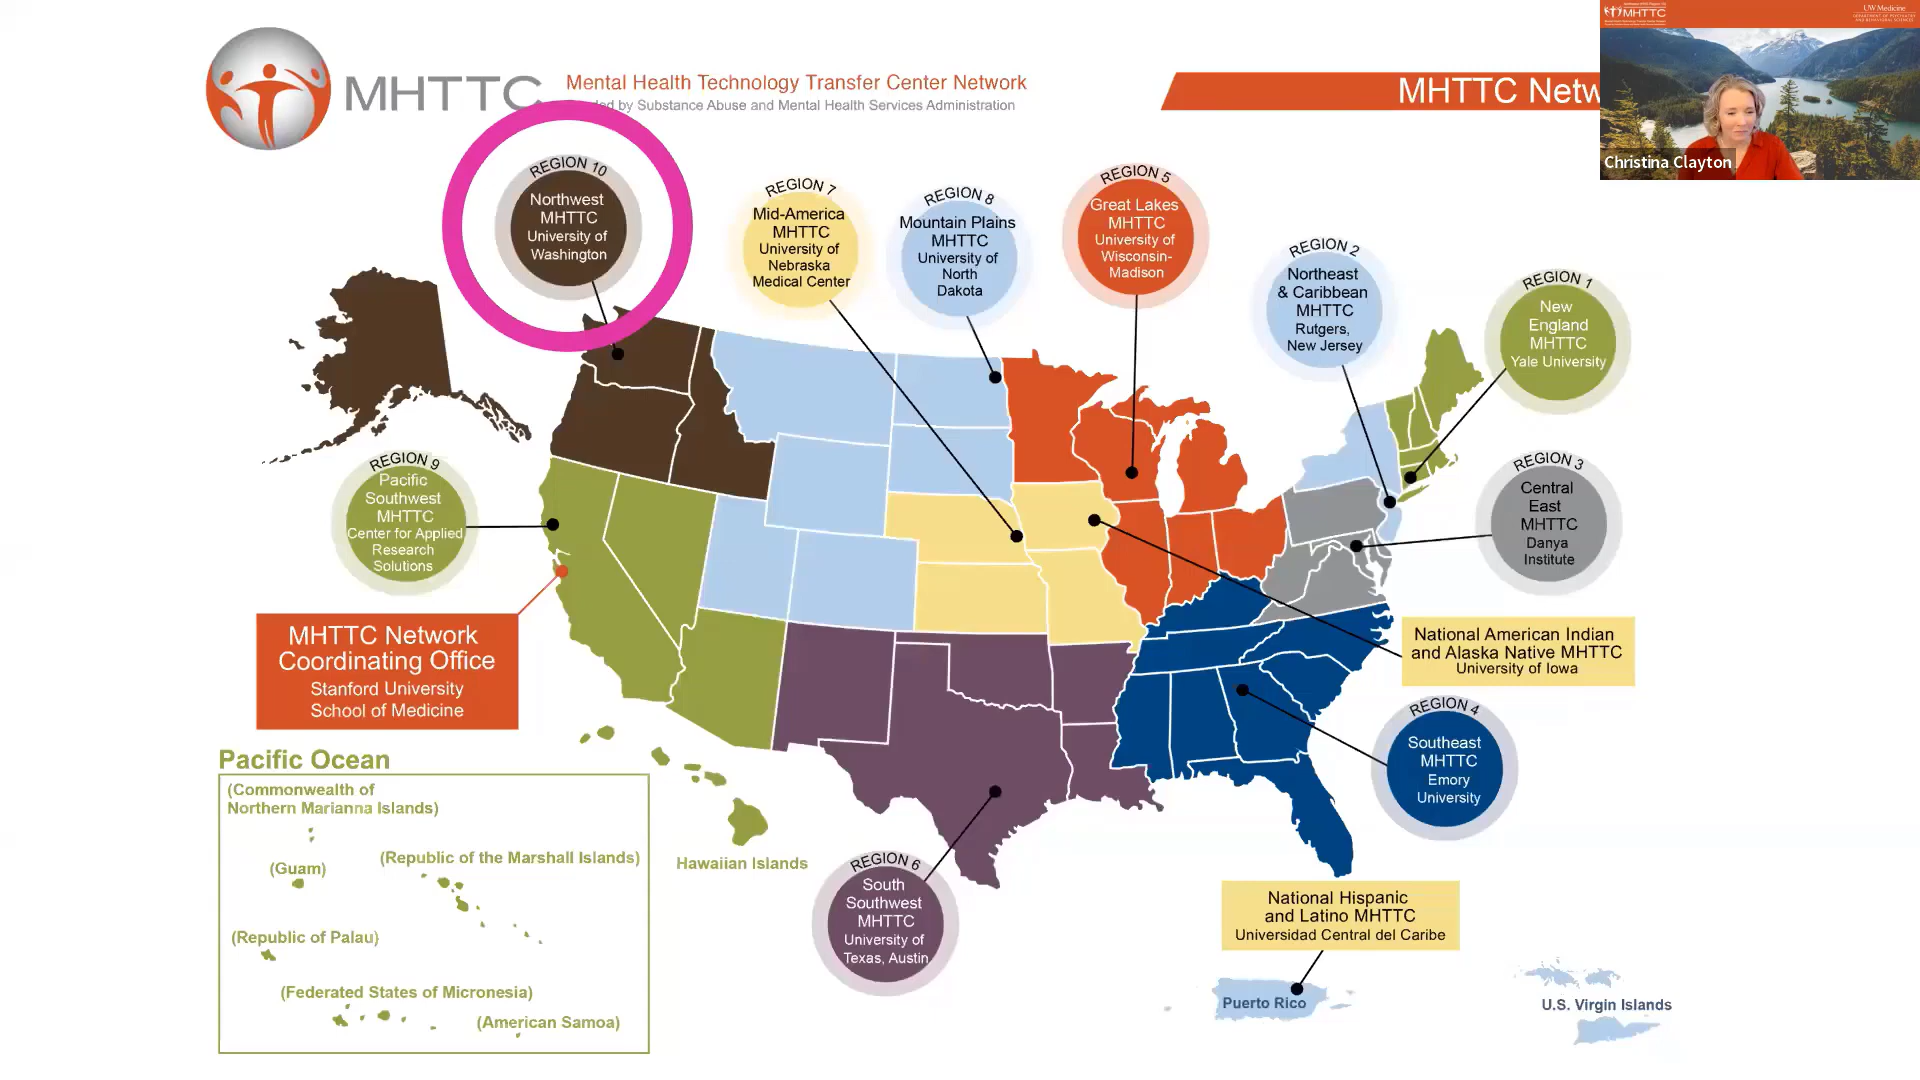 MHTTC
Mental Health Technology Transfer Center Network
by Substance Abuse and Mental Health Services Administration
MHTTC Netw
MHTTC
UW Medicine
Christina Clayton
REGION 10
Northwest
MHTTC
University of
Washington
REGION 7
Mid-America
MHTTC
University of
Nebraska
Medical Center
REGION 8
Mountain Plains
MHTTC
University of
North
Dakota
REGION 5
Great Lakes
MHTTC
University of
Wisconsin-
Madison
REGION 2
Northeast
& Caribbean
MHTTC
Rutgers,
New Jersey
REGION 1
New
England
MHTTC
Yale University
REGION 9
Pacific
Southwest
MHTTC
Center for Applied
Research
Solutions
REGION 3
Central
East
MHTTC
Danya
Institute
MHTTC Network
Coordinating Office
Stanford University
School of Medicine
National American Indian
and Alaska Native MHTTC
University of Iowa
REGION 4
Southeast
MHTTC
Emory
University
Pacific Ocean
(Commonwealth of
Northern Marianna Islands)
(Guam)
(Republic of the Marshall Islands)
(Republic of Palau)
(Federated States of Micronesia)
(American Samoa)
Hawaiian Islands
REGION 6
South
Southwest
MHTTC
University of
Texas, Austin
National Hispanic
and Latino MHTTC
Universidad Central del Caribe
Puerto Rico
U.S. Virgin Islands